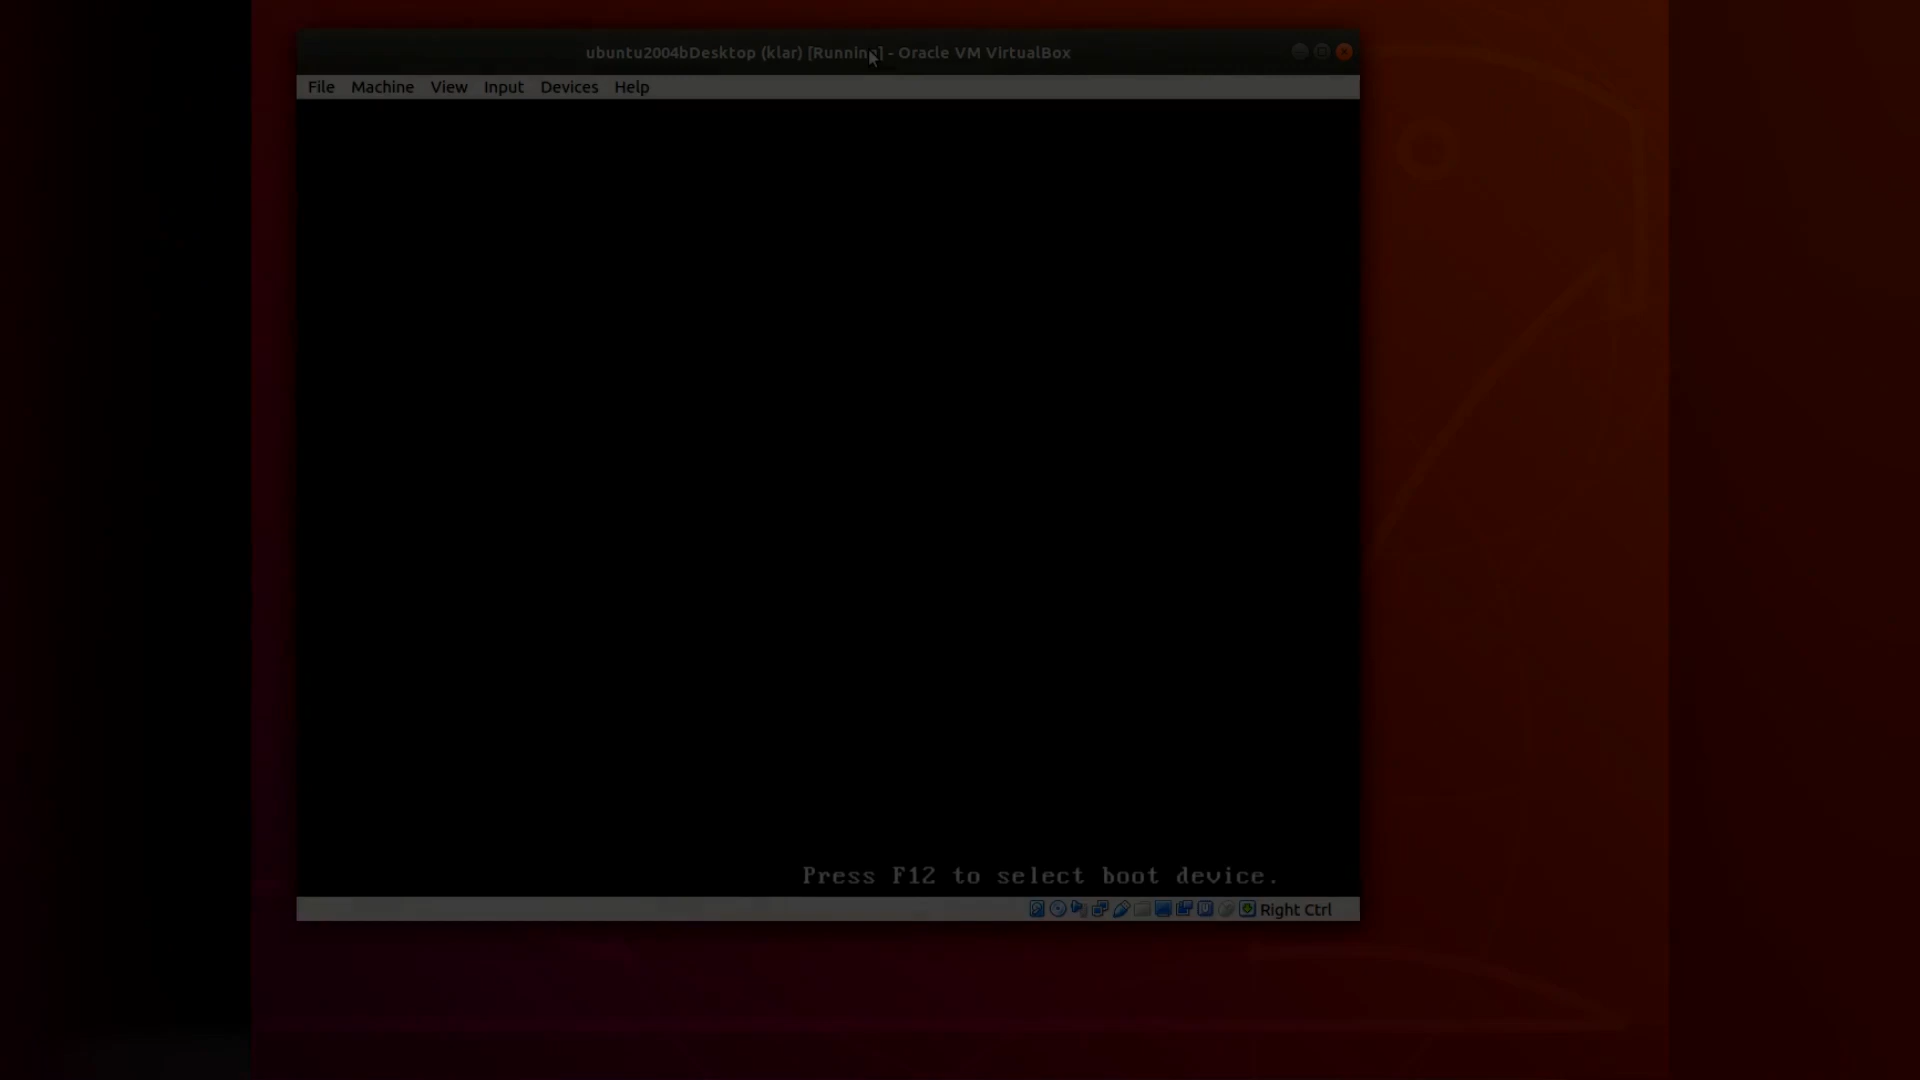 ubuntu2004bDesktop (klar) [Running] - Oracle VM VirtualBox
File Machine View Input Devices Help
Press F12 to select boot device.
Right Ctrl